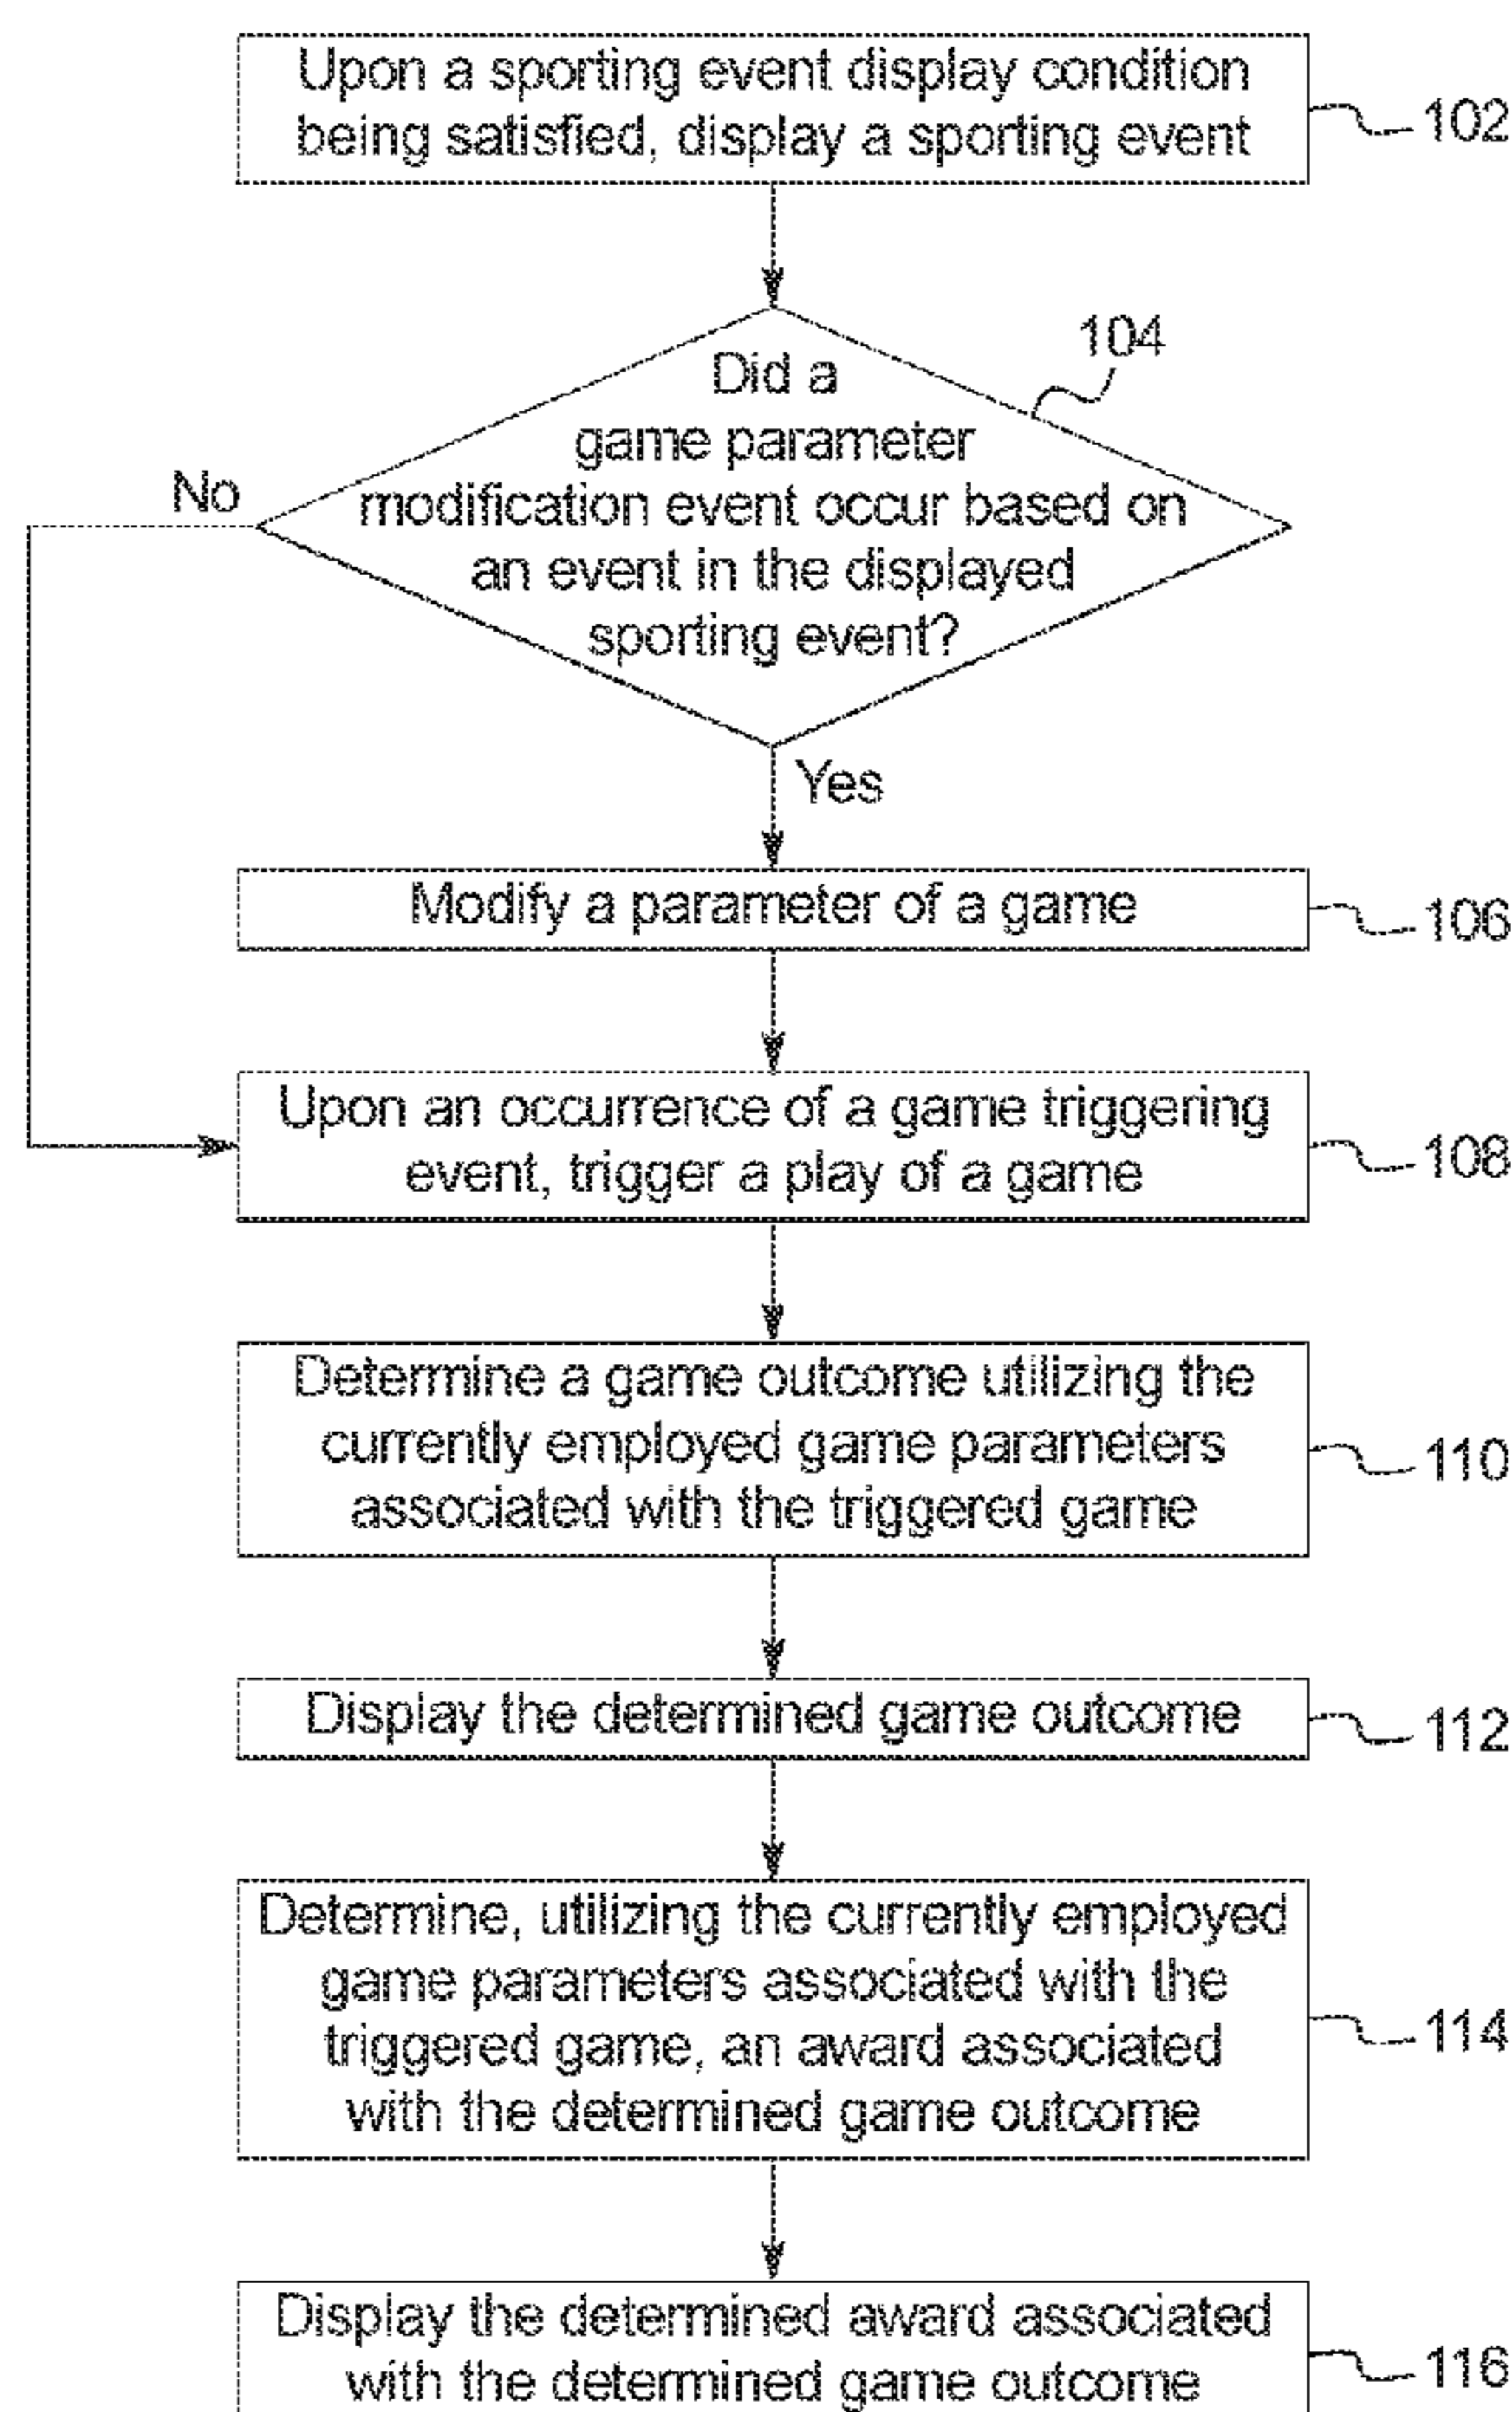 Upon a sporting event display condition
being satisfied, display a sporting event
102
104
Did a
game parameter
modification event occur based on
an event in the displayed
sporting event?
No
Yes
Modify a parameter of a game
106
Upon an occurrence of a game triggering
event, trigger a play of a game
108
Determine a game outcome utilizing the
currently employed game parameters
associated with the triggered game
110
Display the determined game outcome
112
Determine, utilizing the currently employed
game parameters associated with the
triggered game, an award associated
with the determined game outcome
114
Display the determined award associated
with the determined game outcome
116